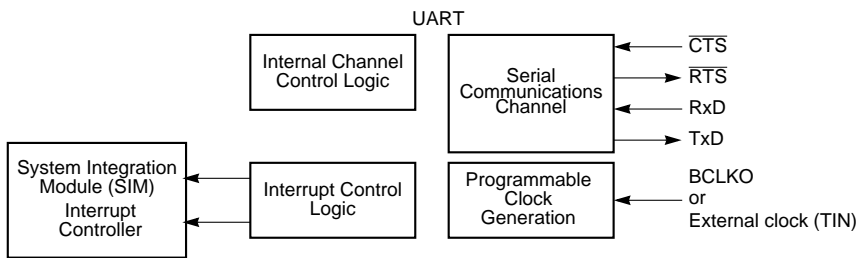 UART
Internal Channel
Control Logic
Serial
Communications
Channel
CTS
RTS
RxD
TxD
System Integration
Module (SIM)
Interrupt
Controller
Interrupt Control
Logic
Programmable
Clock
Generation
BCLKO
or
External clock (TIN)